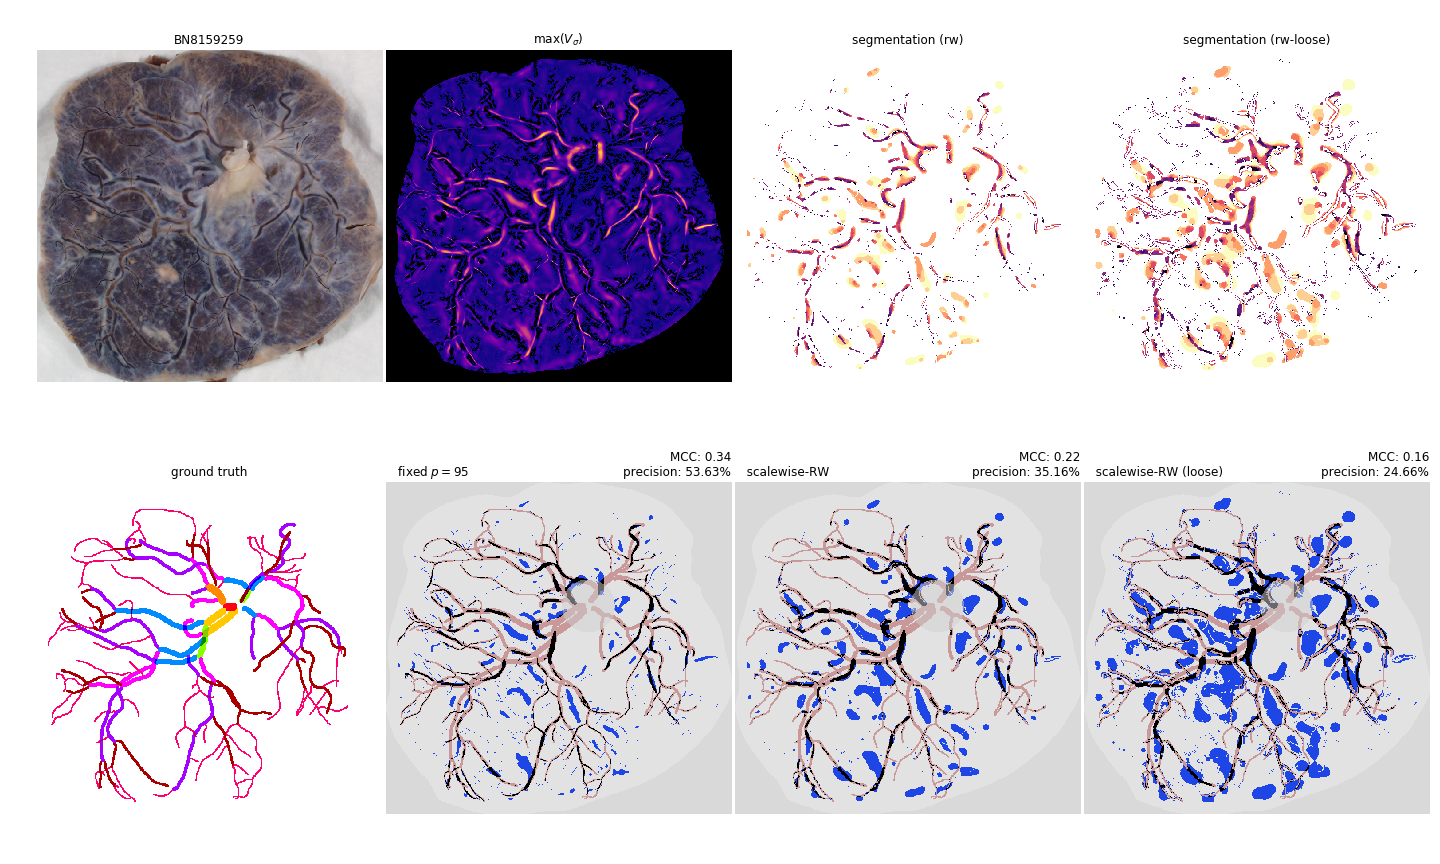 BN8159259
max(Vσ)
segmentation (rw)
segmentation (rw-loose)
ground truth
fixed p = 95
MCC: 0.34
precision: 53.63%
scalewise-RW
MCC: 0.22
precision: 35.16%
scalewise-RW (loose)
MCC: 0.16
precision: 24.66%